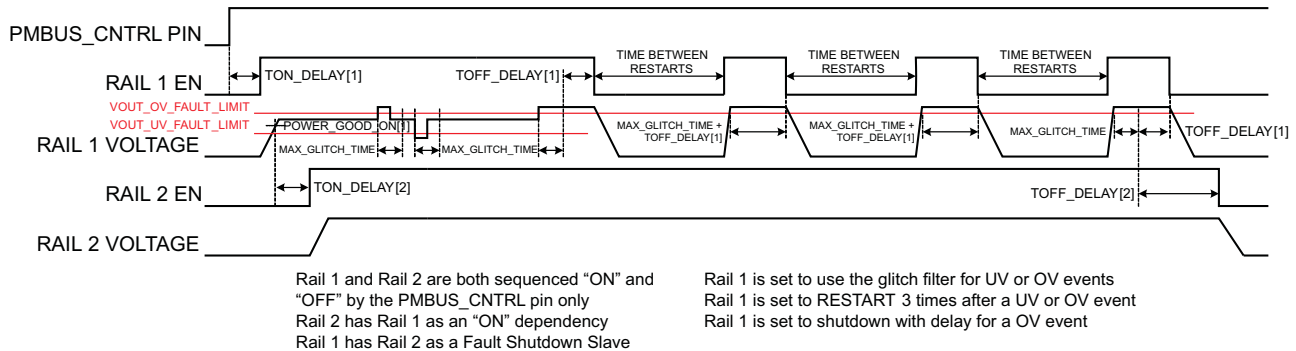 PMBUS_CNTRL PIN
RAIL 1 EN
TON_DELAY[1]
TOFF_DELAY[1]
TIME BETWEEN
RESTARTS
TIME BETWEEN
RESTARTS
TIME BETWEEN
RESTARTS
VOUT_OV_FAULT_LIMIT
VOUT_UV_FAULT_LIMIT
POWER_GOOD_ON[1]
RAIL 1 VOLTAGE
MAX_GLITCH_TIME
MAX_GLITCH_TIME
MAX_GLITCH_TIME +
TOFF_DELAY[1]
MAX_GLITCH_TIME +
TOFF_DELAY[1]
MAX_GLITCH_TIME
TOFF_DELAY[1]
RAIL 2 EN
TON_DELAY[2]
TOFF_DELAY[2]
RAIL 2 VOLTAGE
Rail 1 and Rail 2 are both sequenced “ON” and
“OFF” by the PMBUS_CNTRL pin only
Rail 2 has Rail 1 as an “ON” dependency
Rail 1 has Rail 2 as a Fault Shutdown Slave
Rail 1 is set to use the glitch filter for UV or OV events
Rail 1 is set to RESTART 3 times after a UV or OV event
Rail 1 is set to shutdown with delay for a OV event